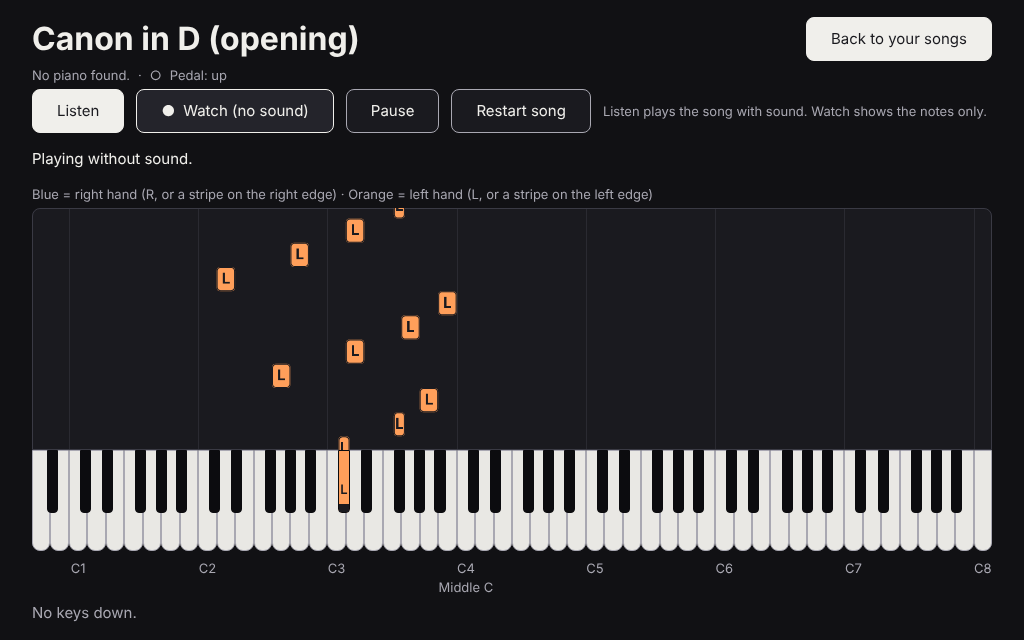 Canon in D (opening)
Back to your songs
No piano found. · Pedal: up
Listen
Watch (no sound)
Pause
Restart song
Listen plays the song with sound. Watch shows the notes only.
Playing without sound.
Blue = right hand (R, or a stripe on the right edge) · Orange = left hand (L, or a stripe on the left edge)
L
L
L
L
L
L
L
L
L
L
L
L
L
C1 C2 C3 C4 C5 C6 C7 C8
Middle C
No keys down.